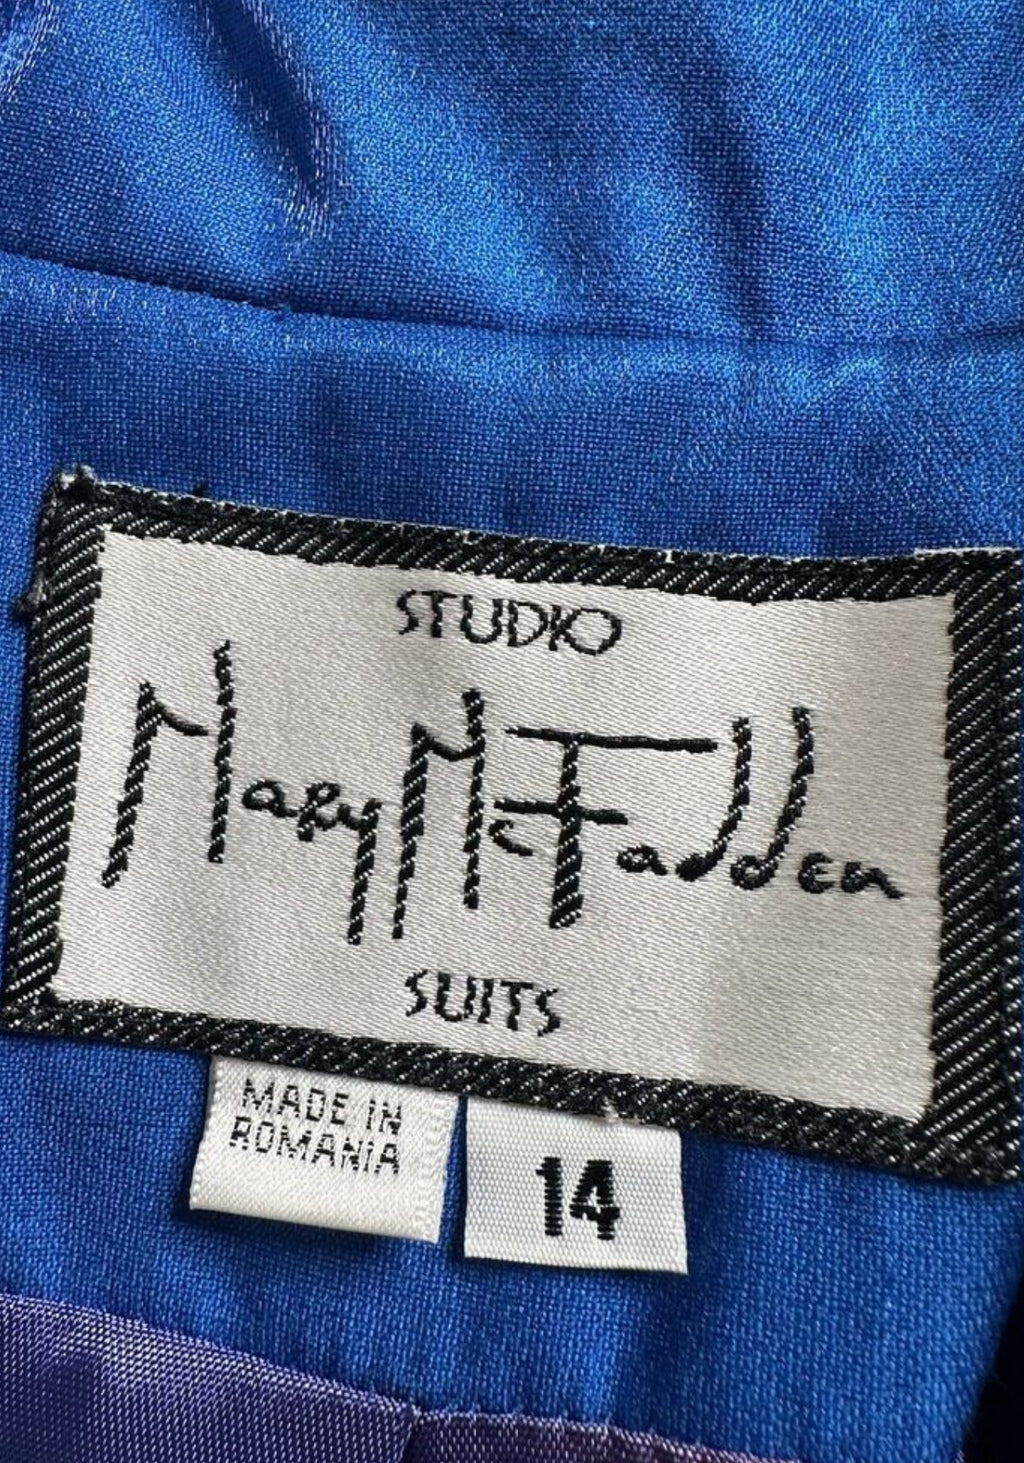 STUDIO
Mary McFadden
SUITS
MADE IN
ROMANIA
14